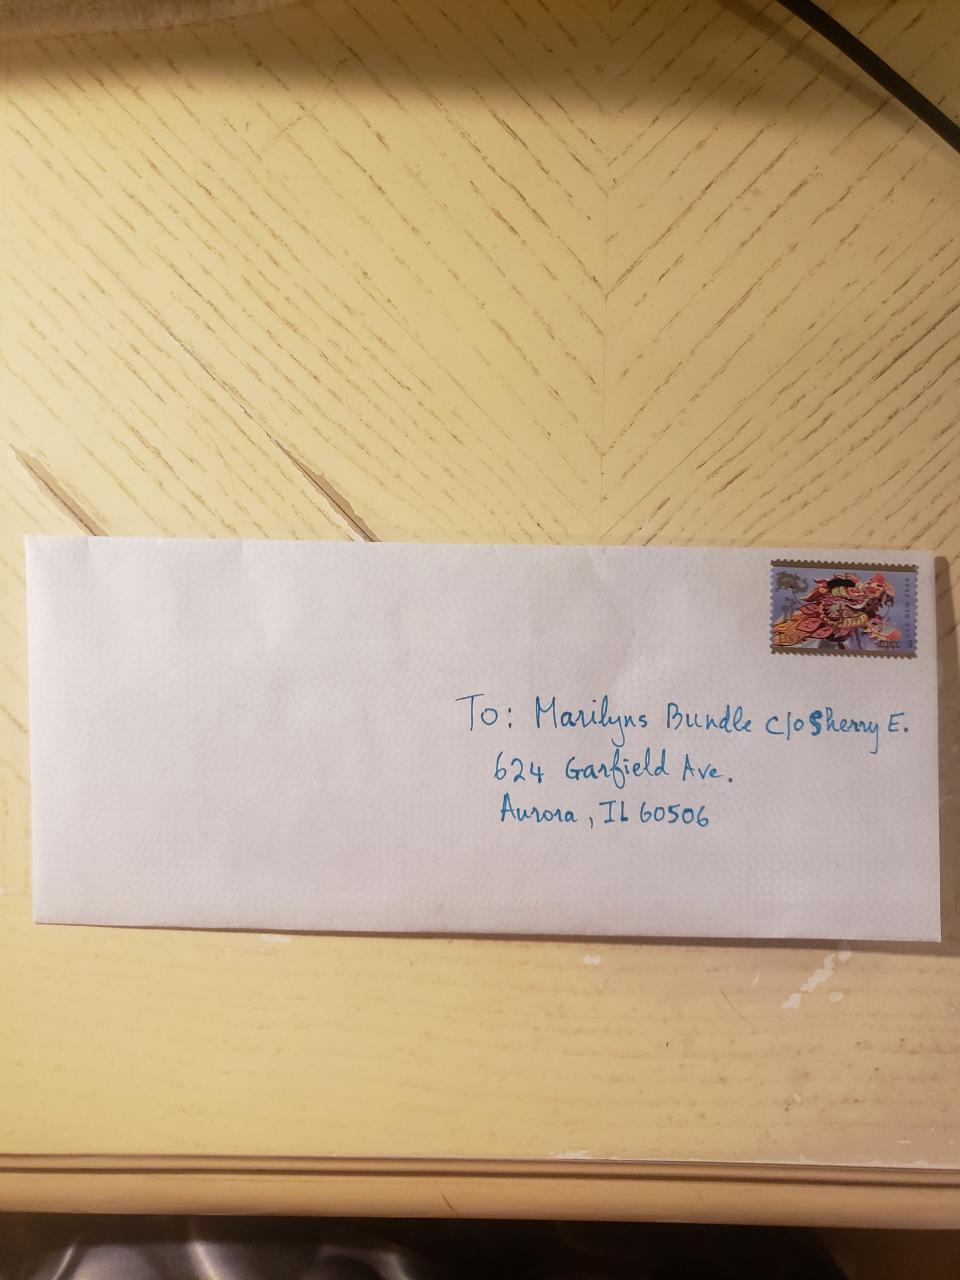 To: Marilyns Bundle c/o Sherry E.
624 Garfield Ave.
Aurora, IL 60506